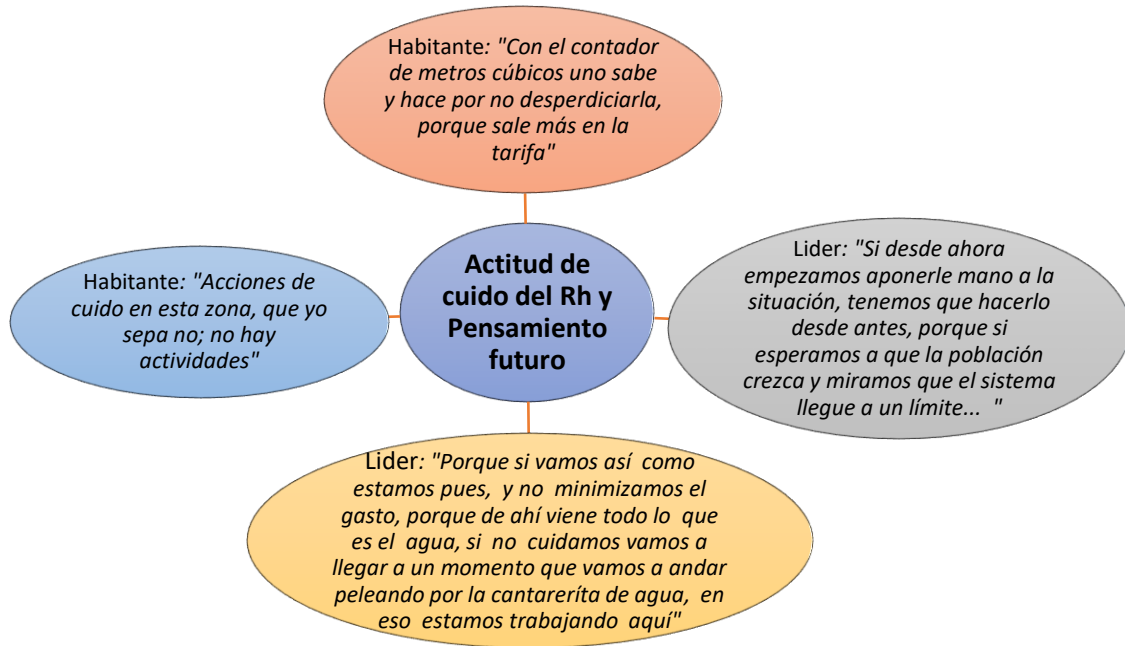 Habitante: "Con el contador
de metros cúbicos uno sabe
y hace por no desperdiciarla,
porque sale más en la
tarifa"
Habitante: "Acciones de
cuido en esta zona, que yo
sepa no; no hay
actividades"
Actitud de
cuido del Rh y
Pensamiento
futuro
Lider: "Si desde ahora
empezamos aponerle mano a la
situación, tenemos que hacerlo
desde antes, porque si
esperamos a que la población
crezca y miramos que el sistema
llegue a un límite... "
Lider: "Porque si vamos así como
estamos pues, y no minimizamos el
gasto, porque de ahí viene todo lo que
es el agua, si no cuidamos vamos a
llegar a un momento que vamos a andar
peleando por la cantareríta de agua, en
eso estamos trabajando aquí"